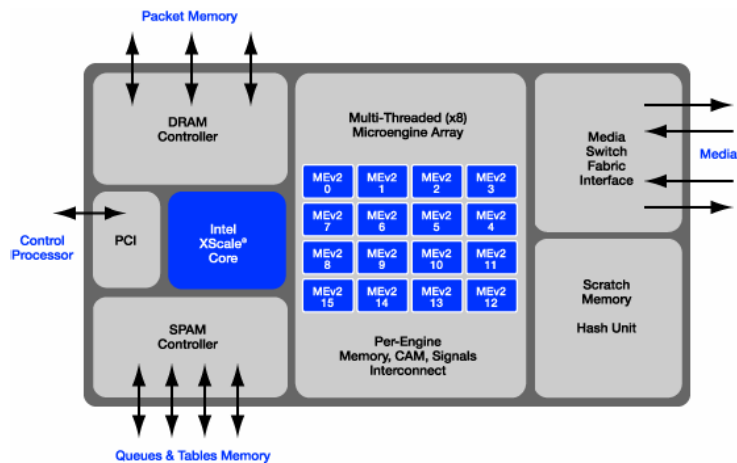 Packet Memory
DRAM
Controller
Multi-Threaded (x8)
Microengine Array
Media
Switch
Fabric
Interface
Media
MEv2
0
MEv2
1
MEv2
2
MEv2
3
MEv2
7
MEv2
6
MEv2
5
MEv2
4
MEv2
8
MEv2
9
MEv2
10
MEv2
11
MEv2
15
MEv2
14
MEv2
13
MEv2
12
Control
Processor
PCI
Intel
XScale®
Core
SPAM
Controller
Per-Engine
Memory, CAM, Signals
Interconnect
Scratch
Memory
Hash Unit
Queues & Tables Memory